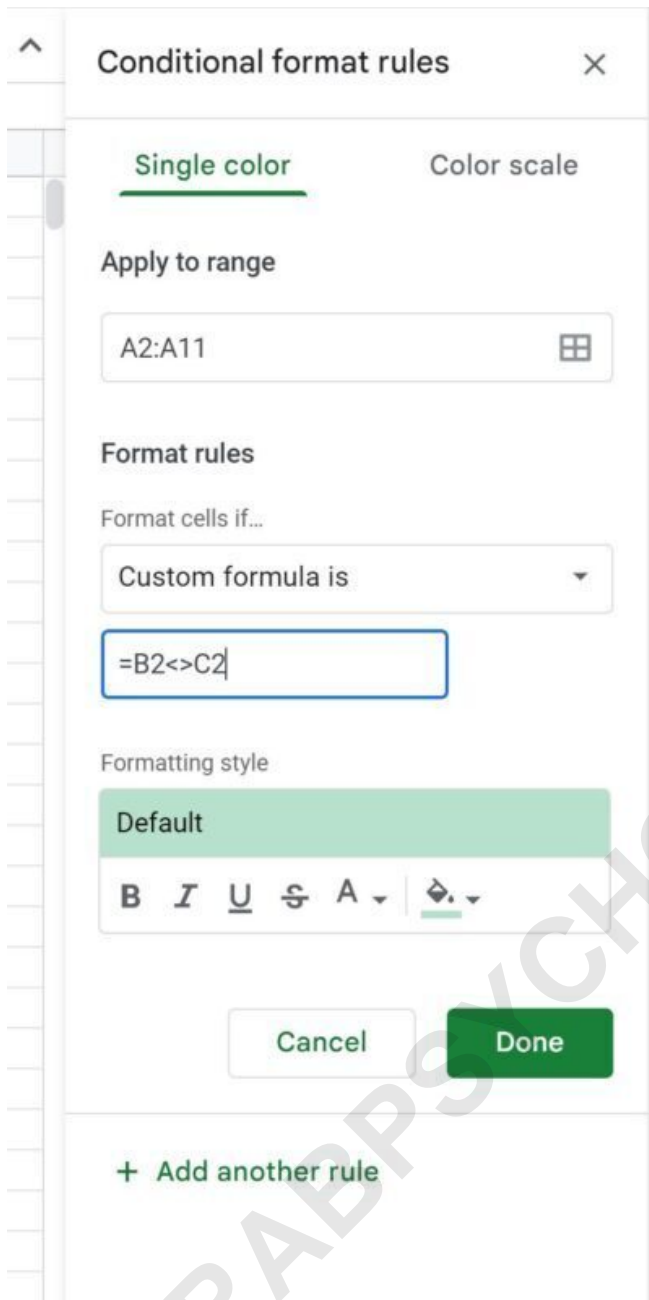 Conditional format rules
Single color Color scale
Apply to range
A2:A11
Format rules
Format cells if…
Custom formula is
=B2<>C2
Formatting style
Default
B I U S A
Cancel Done
+ Add another rule